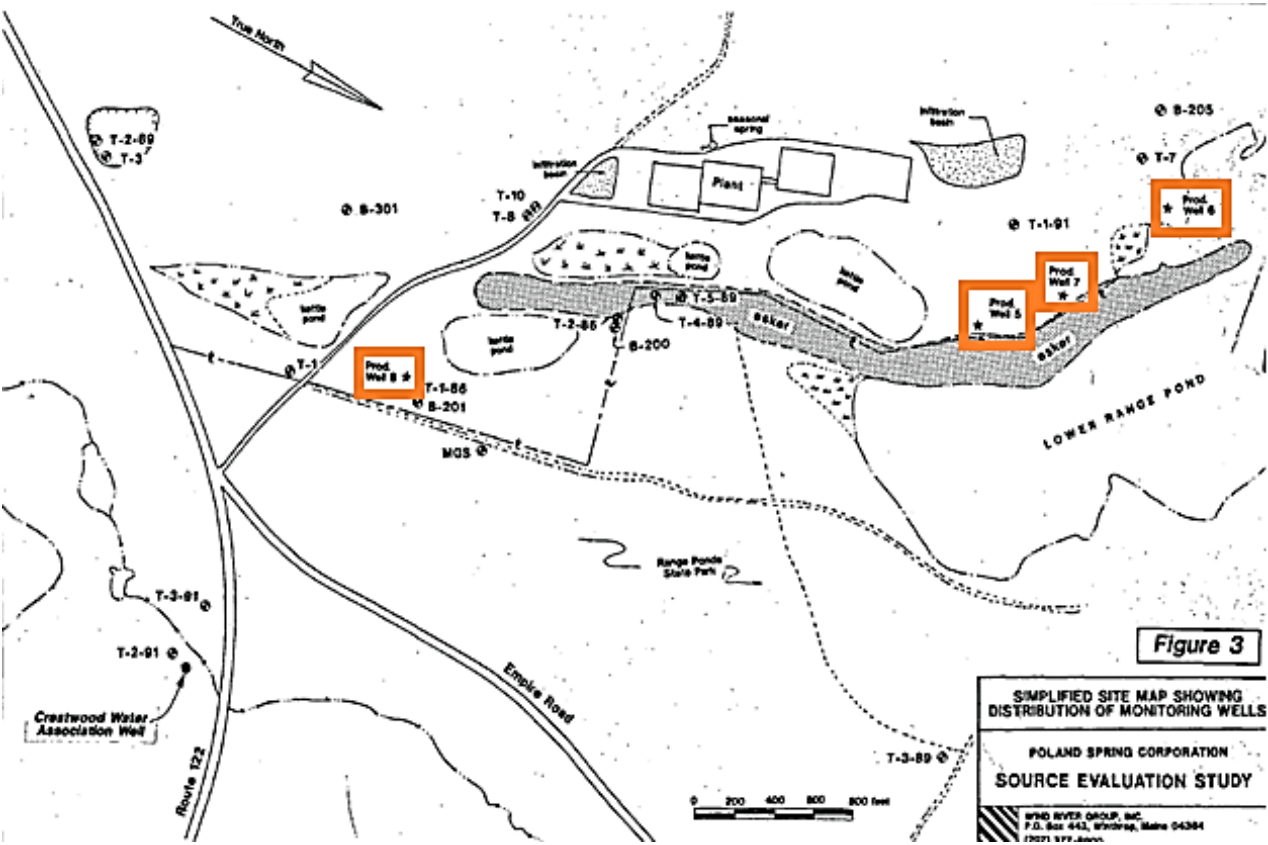 True North
T-2-89
T-3
B-301
T-10
T-8
infiltration
basin
seasonal
spring
Plant
infiltration
basin
B-205
T-7
Prod.
Well 6
T-1-91
Prod.
Well 7
Prod.
Well 5
kettle
pond
kettle
pond
kettle
pond
kettle
pond
T-5-89
T-4-89
T-2-86
B-200
esker
esker
T-1
Prod.
Well 8
T-1-86
B-201
MGS
LOWER RANGE POND
Range Ponds
State Park
T-3-91
T-2-91
Crestwood Water
Association Well
Route 122
Empire Road
T-3-89
0 200 400 600 800 feet
Figure 3
SIMPLIFIED SITE MAP SHOWING
DISTRIBUTION OF MONITORING WELLS
POLAND SPRING CORPORATION
SOURCE EVALUATION STUDY
WIND RIVER GROUP, INC.
P.O. Box 443, Winthrop, Maine 04364
(207)